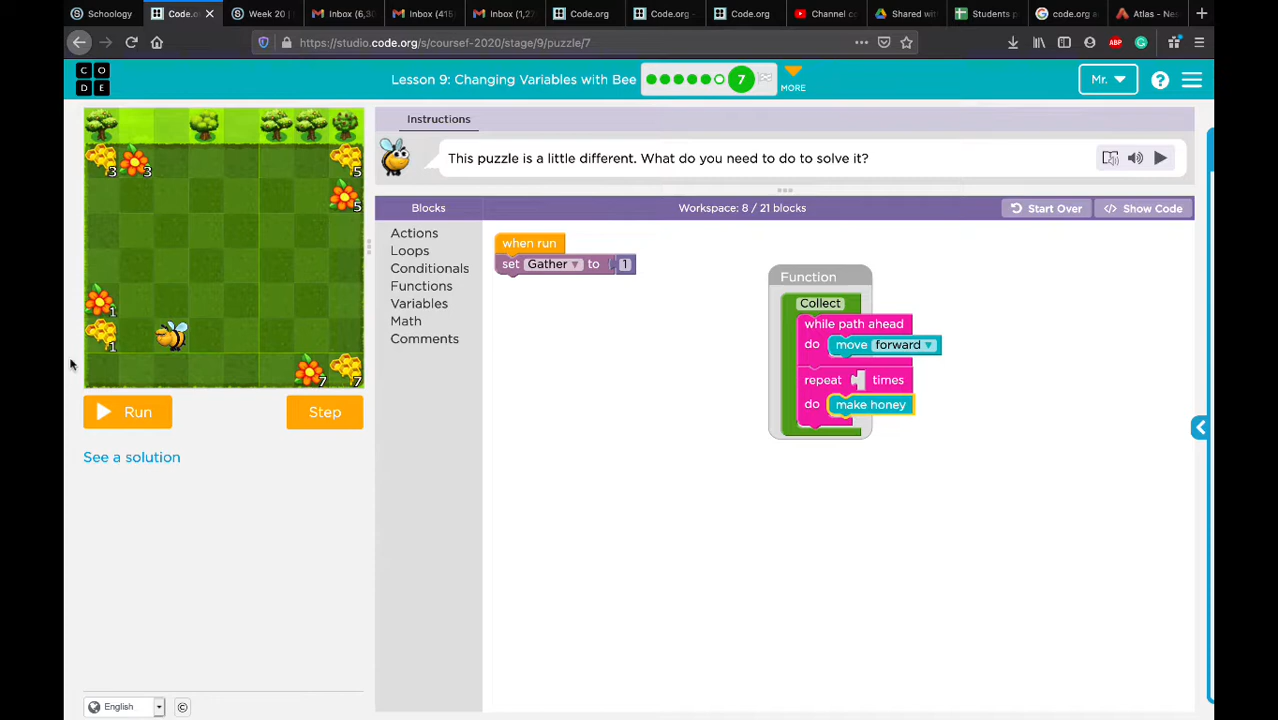 Schoology
Code.o
Week 20 |
Inbox (6,3
Inbox (415
Inbox (1,2
Code.org
Code.org -
Code.org
Channel c
Shared wit
Students p
code.org a
Atlas - Ne
https://studio.code.org/s/coursef-2020/stage/9/puzzle/7
ABP
C O
D E
Lesson 9: Changing Variables with Bee
7
MORE
Mr.
?
Instructions
This puzzle is a little different. What do you need to do to solve it?
3
3
5
5
1
1
7
7
Blocks
Workspace: 8 / 21 blocks
Start Over
</> Show Code
Actions
Loops
Conditionals
Functions
Variables
Math
Comments
when run
set Gather to 1
Function
Collect
while path ahead
do move forward
repeat times
do make honey
Run
Step
See a solution
English
©